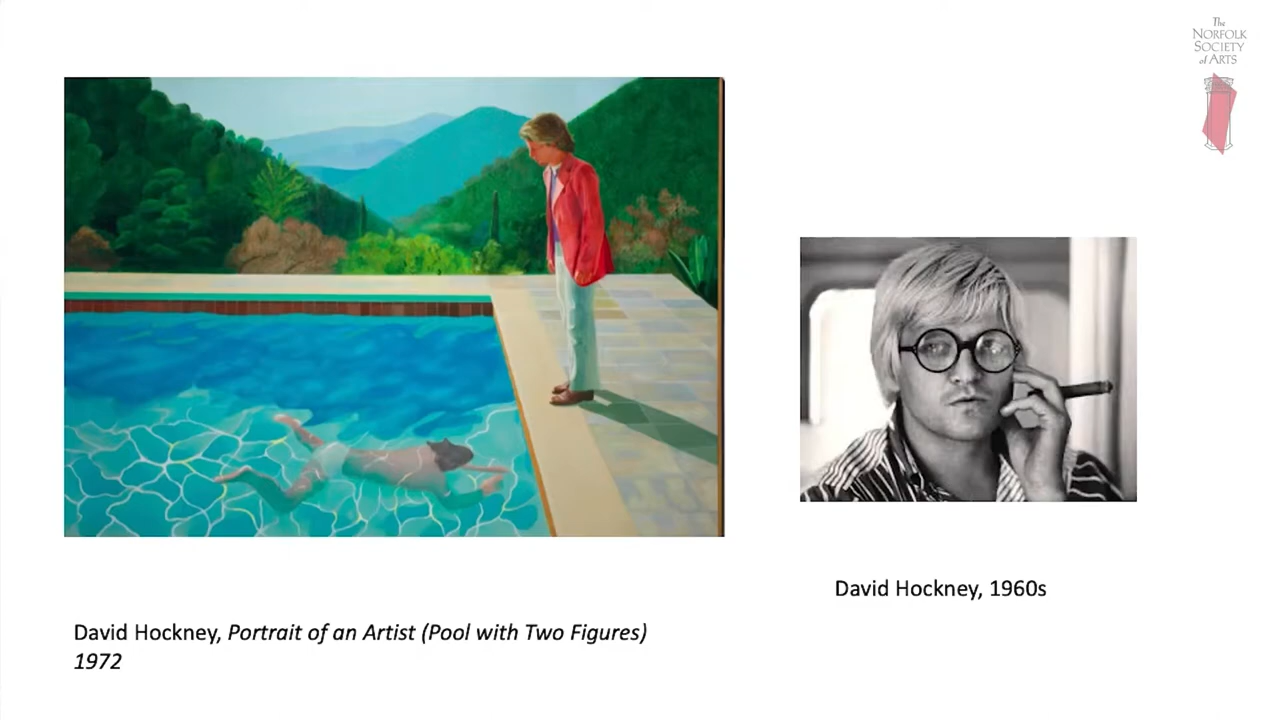 The
NORFOLK
SOCIETY
of ARTS
David Hockney, 1960s
David Hockney, Portrait of an Artist (Pool with Two Figures)
1972